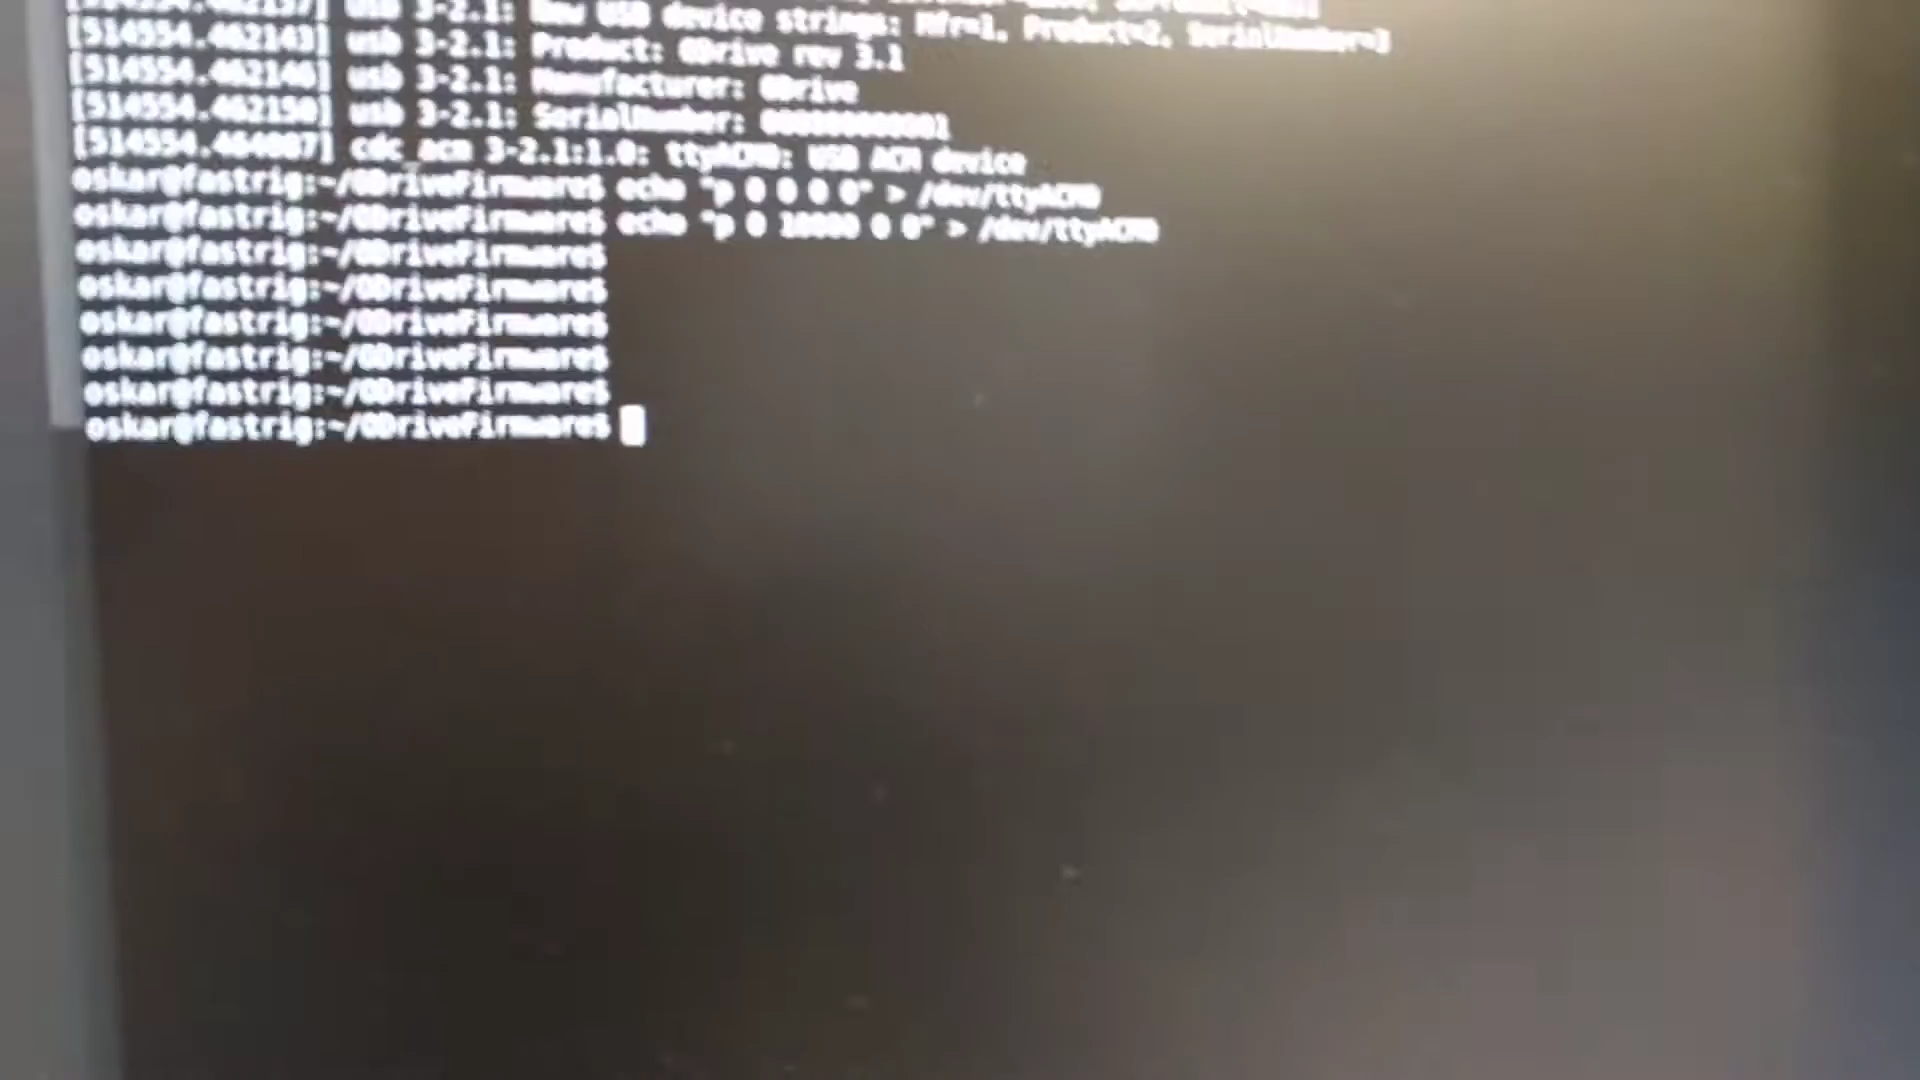 usb 3-2.1: New USB device strings: Mfr=1, Product=2, SerialNumber=3
[514554.462143] usb 3-2.1: Product: ODrive rev 3.1
[514554.462146] usb 3-2.1: Manufacturer: ODrive
[514554.462150] usb 3-2.1: SerialNumber: 000000000001
[514554.464007] cdc_acm 3-2.1:1.0: ttyACM0: USB ACM device
oskar@fastrig:~/ODriveFirmware$ echo "p 0 0 0 0" > /dev/ttyACM0
oskar@fastrig:~/ODriveFirmware$ echo "p 0 10000 0 0" > /dev/ttyACM0
oskar@fastrig:~/ODriveFirmware$
oskar@fastrig:~/ODriveFirmware$
oskar@fastrig:~/ODriveFirmware$
oskar@fastrig:~/ODriveFirmware$
oskar@fastrig:~/ODriveFirmware$
oskar@fastrig:~/ODriveFirmware$